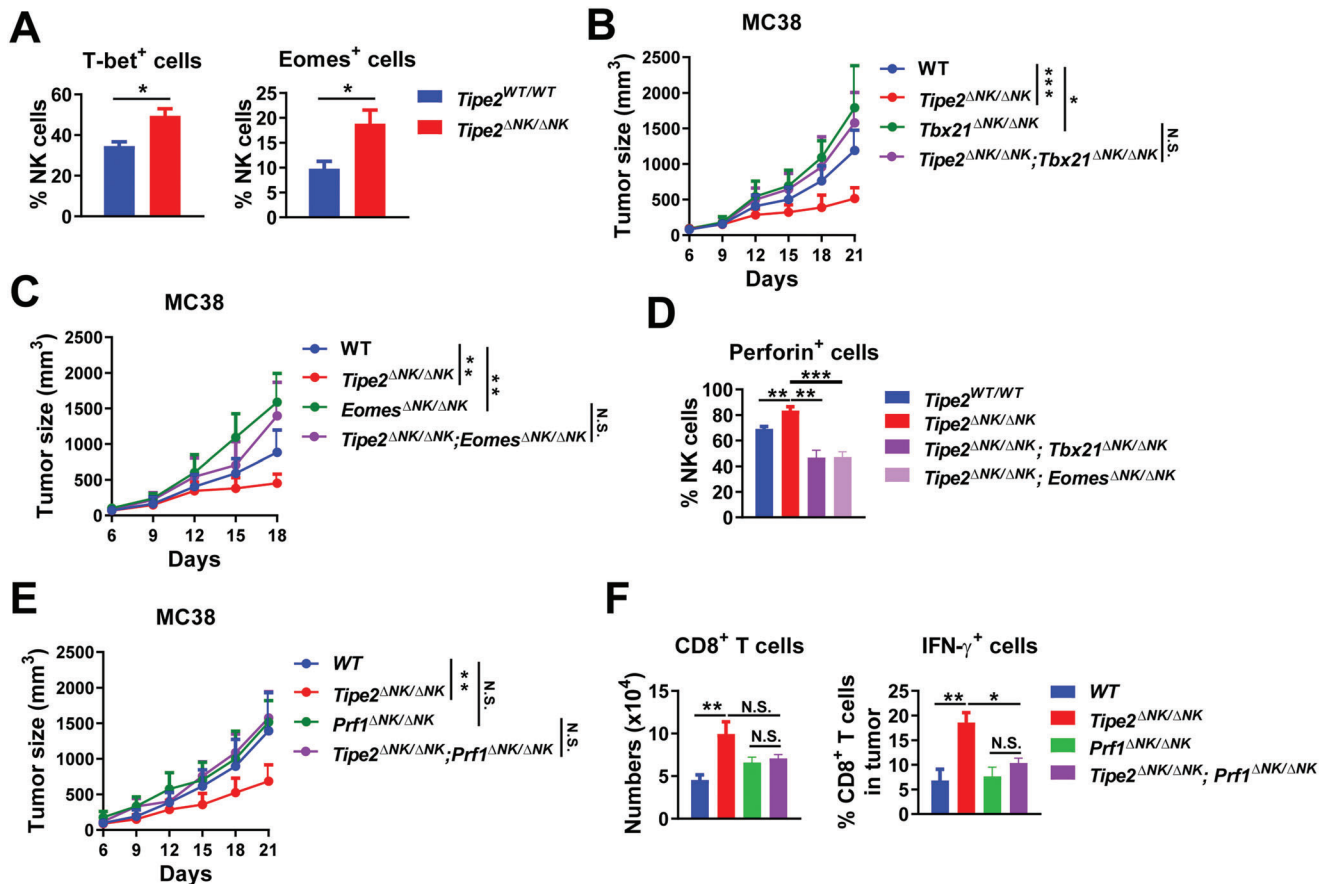 A
T-bet⁺ cells
% NK cells
60
40
20
0
*
Eomes⁺ cells
% NK cells
25
20
15
10
5
0
*
Tipe2^WT/WT
Tipe2^ΔNK/ΔNK
B
MC38
Tumor size (mm³)
2500
2000
1500
1000
500
0
6 9 12 15 18 21
Days
WT
Tipe2^ΔNK/ΔNK
Tbx21^ΔNK/ΔNK
Tipe2^ΔNK/ΔNK;Tbx21^ΔNK/ΔNK
***
*
N.S.
C
MC38
Tumor size (mm³)
2500
2000
1500
1000
500
0
6 9 12 15 18
Days
WT
Tipe2^ΔNK/ΔNK
Eomes^ΔNK/ΔNK
Tipe2^ΔNK/ΔNK;Eomes^ΔNK/ΔNK
**
**
N.S.
D
Perforin⁺ cells
% NK cells
100
80
60
40
20
0
***
** **
Tipe2^WT/WT
Tipe2^ΔNK/ΔNK
Tipe2^ΔNK/ΔNK; Tbx21^ΔNK/ΔNK
Tipe2^ΔNK/ΔNK; Eomes^ΔNK/ΔNK
E
MC38
Tumor size (mm³)
2500
2000
1500
1000
500
0
6 9 12 15 18 21
Days
WT
Tipe2^ΔNK/ΔNK
Prf1^ΔNK/ΔNK
Tipe2^ΔNK/ΔNK;Prf1^ΔNK/ΔNK
**
N.S.
N.S.
F
CD8⁺ T cells
Numbers (x10⁴)
15
10
5
0
** N.S.
N.S.
IFN-γ⁺ cells
% CD8⁺ T cells
in tumor
25
20
15
10
5
0
** *
N.S.
WT
Tipe2^ΔNK/ΔNK
Prf1^ΔNK/ΔNK
Tipe2^ΔNK/ΔNK; Prf1^ΔNK/ΔNK